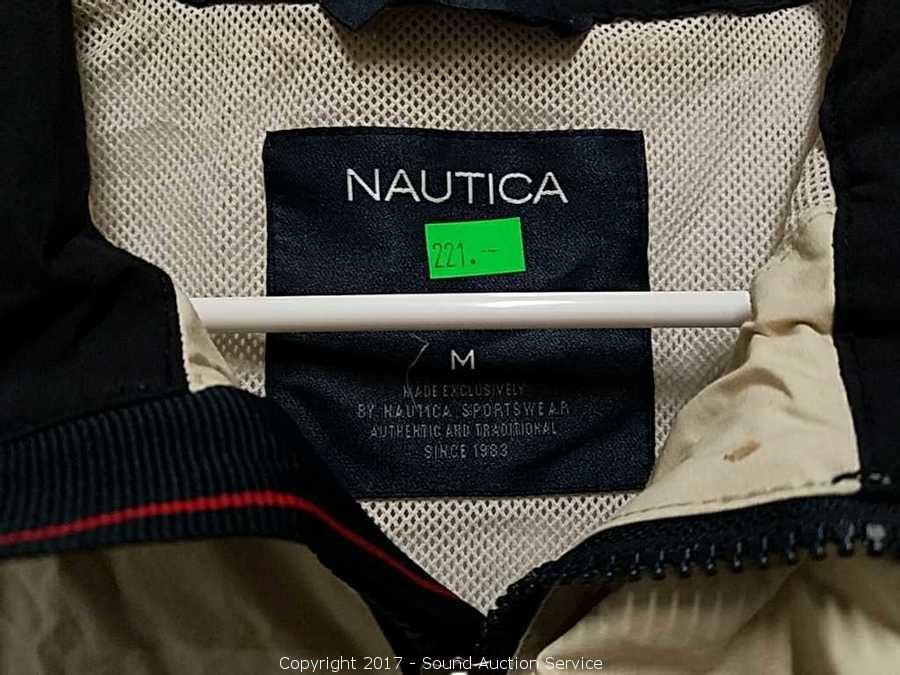 NAUTICA
221.--
M
MADE EXCLUSIVELY
BY NAUTICA SPORTSWEAR
AUTHENTIC AND TRADITIONAL
SINCE 1983
Copyright 2017 - Sound Auction Service